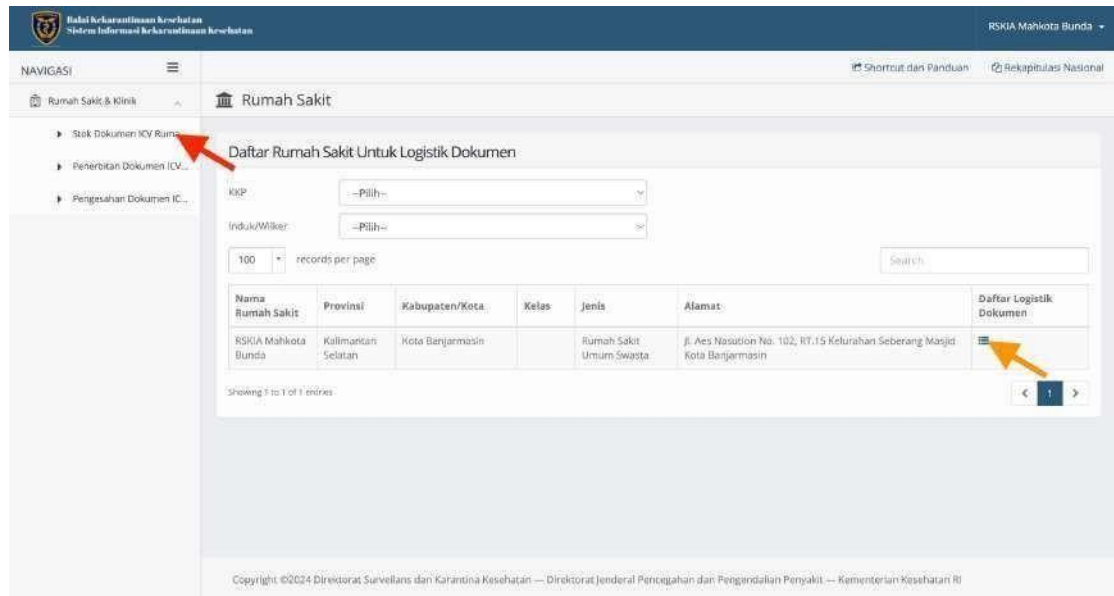 Balai Kekarantinaan Kesehatan
Sistem Informasi Kekarantinaan Kesehatan
RSKIA Mahkota Bunda
NAVIGASI
Shortcut dan Panduan
Rekapitulasi Nasional
Rumah Sakit & Klinik
Rumah Sakit
Stok Dokumen ICV Ruma...
Penerbitan Dokumen ICV...
Pengesahan Dokumen IC...
Daftar Rumah Sakit Untuk Logistik Dokumen
KKP
--Pilih--
Induk/Wilker
--Pilih--
100 records per page
Search
Nama Rumah Sakit
Provinsi
Kabupaten/Kota
Kelas
Jenis
Alamat
Daftar Logistik Dokumen
RSKIA Mahkota Bunda
Kalimantan Selatan
Kota Banjarmasin
Rumah Sakit Umum Swasta
Jl. Aes Nasution No. 102, RT.15 Kelurahan Seberang Masjid
Kota Banjarmasin
Showing 1 to 1 of 1 entries
1
Copyright ©2024 Direktorat Surveilans dan Karantina Kesehatan — Direktorat Jenderal Pencegahan dan Pengendalian Penyakit — Kementerian Kesehatan RI